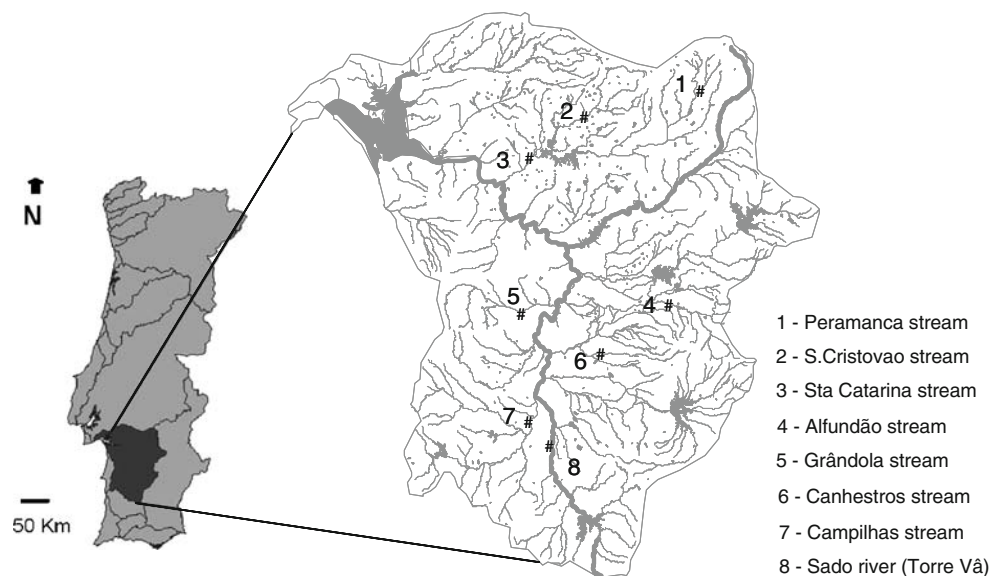 N
50 Km
1 #
2 #
3 #
4 #
5
#
6 #
7 #
#
8
1 - Peramanca stream
2 - S.Cristovao stream
3 - Sta Catarina stream
4 - Alfundão stream
5 - Grândola stream
6 - Canhestros stream
7 - Campilhas stream
8 - Sado river (Torre Vâ)